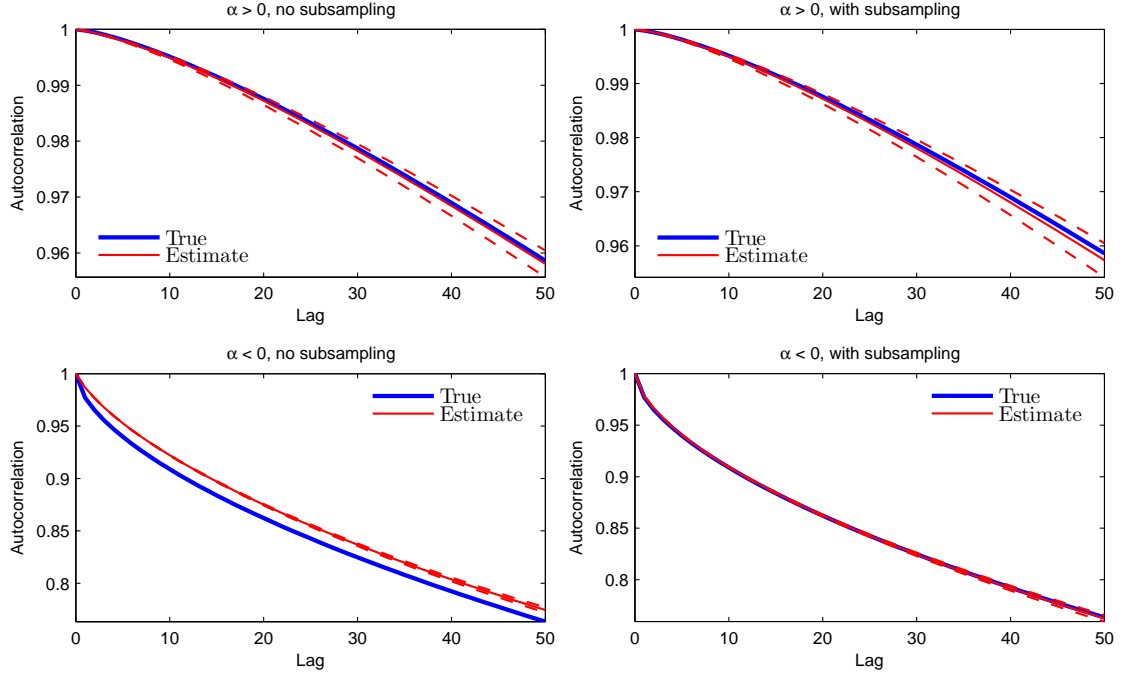 α > 0, no subsampling
Autocorrelation
1
0.99
0.98
0.97
0.96
True
Estimate
0 10 20 30 40 50
Lag
α > 0, with subsampling
Autocorrelation
1
0.99
0.98
0.97
0.96
True
Estimate
0 10 20 30 40 50
Lag
α < 0, no subsampling
Autocorrelation
1
0.95
0.9
0.85
0.8
True
Estimate
0 10 20 30 40 50
Lag
α < 0, with subsampling
Autocorrelation
1
0.95
0.9
0.85
0.8
True
Estimate
0 10 20 30 40 50
Lag